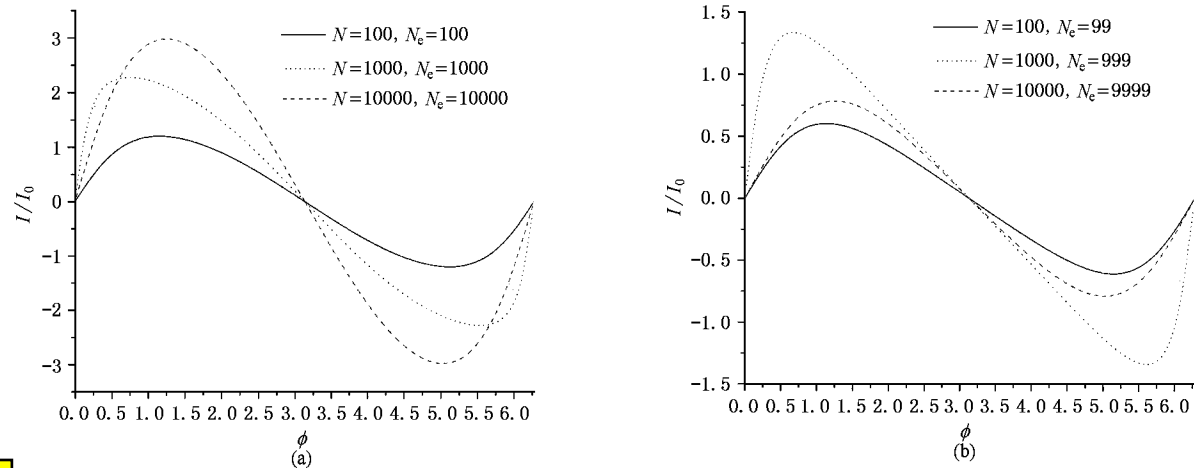 N=100, Nₑ=100
N=1000, Nₑ=1000
N=10000, Nₑ=10000
3
2
1
0
−1
−2
−3
I/I₀
0.0 0.5 1.0 1.5 2.0 2.5 3.0 3.5 4.0 4.5 5.0 5.5 6.0
ϕ
(a)
N=100, Nₑ=99
N=1000, Nₑ=999
N=10000, Nₑ=9999
1.5
1.0
0.5
0.0
−0.5
−1.0
−1.5
I/I₀
0.0 0.5 1.0 1.5 2.0 2.5 3.0 3.5 4.0 4.5 5.0 5.5 6.0
ϕ
(b)